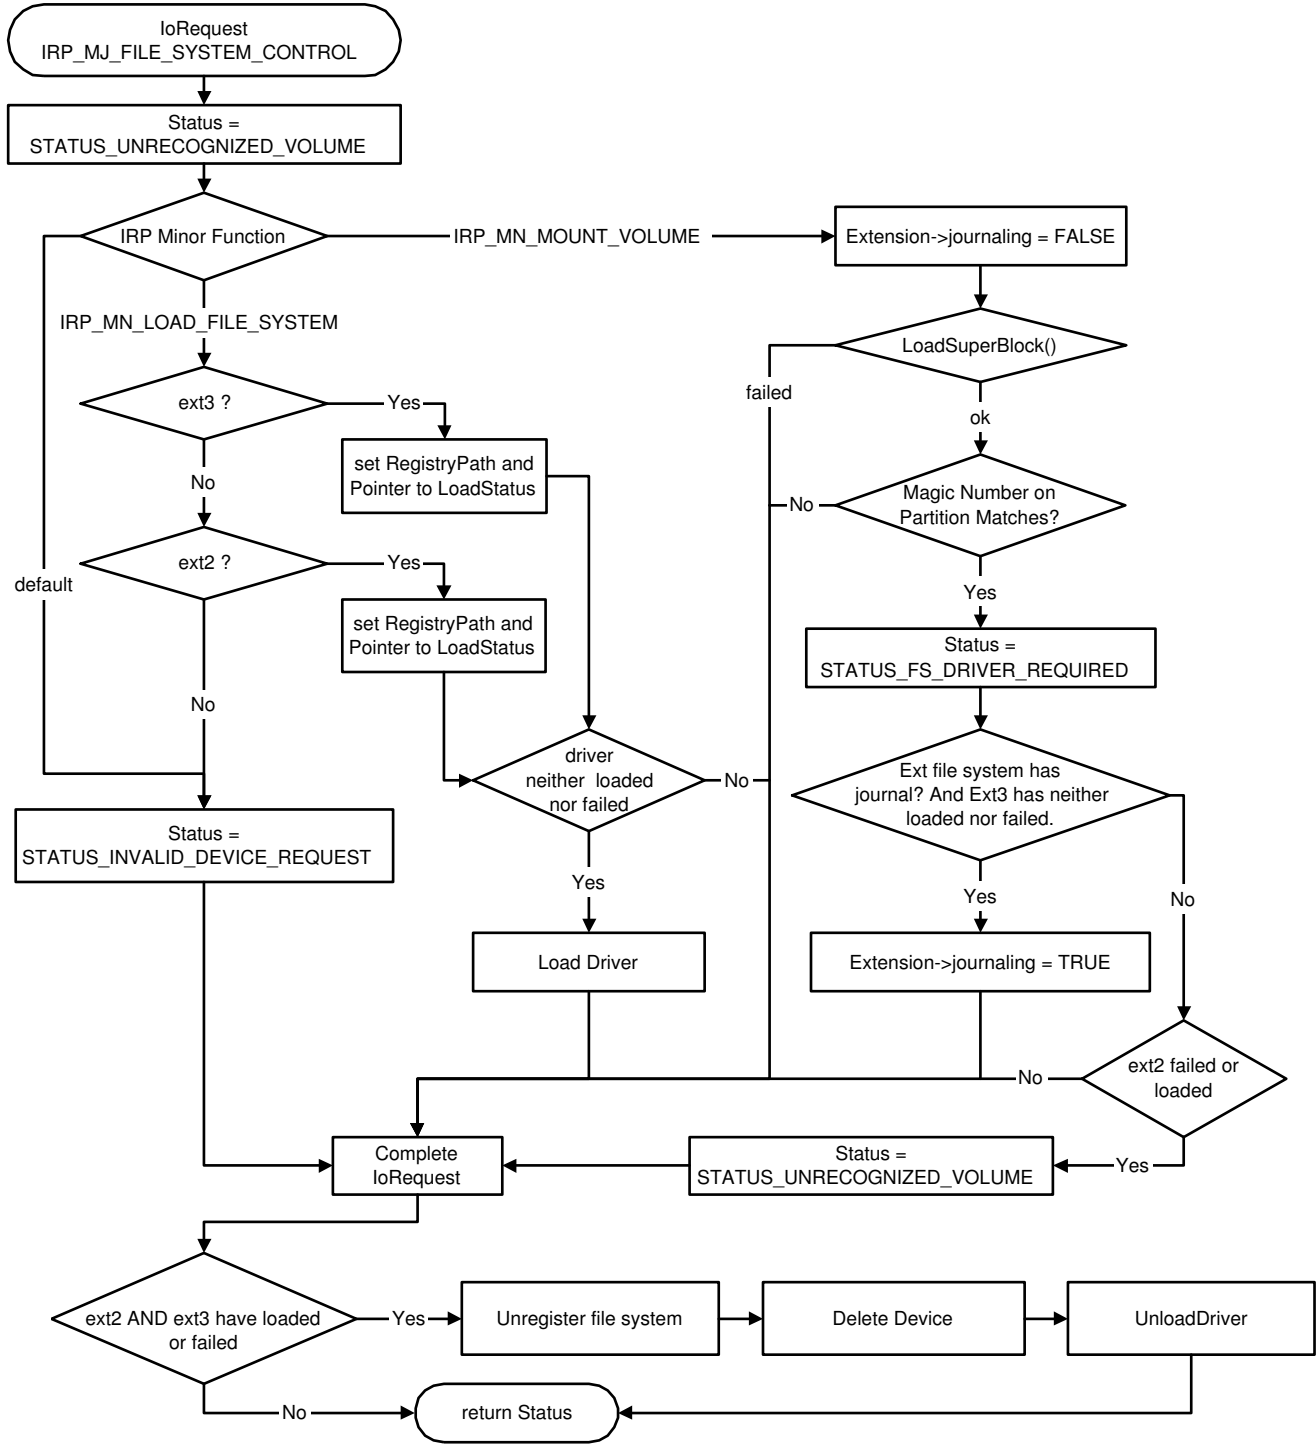 IoRequest
IRP_MJ_FILE_SYSTEM_CONTROL
Status =
STATUS_UNRECOGNIZED_VOLUME
IRP Minor Function
IRP_MN_MOUNT_VOLUME
Extension->journaling = FALSE
IRP_MN_LOAD_FILE_SYSTEM
LoadSuperBlock()
failed
ok
ext3 ?
Yes
set RegistryPath and
Pointer to LoadStatus
No
No
Magic Number on
Partition Matches?
ext2 ?
Yes
default
Yes
set RegistryPath and
Pointer to LoadStatus
Status =
STATUS_FS_DRIVER_REQUIRED
No
driver
neither loaded
nor failed
No
Ext file system has
journal? And Ext3 has neither
loaded nor failed.
Status =
STATUS_INVALID_DEVICE_REQUEST
Yes
Yes
No
Load Driver
Extension->journaling = TRUE
No
ext2 failed or
loaded
Complete
IoRequest
Status =
STATUS_UNRECOGNIZED_VOLUME
Yes
ext2 AND ext3 have loaded
or failed
Yes
Unregister file system
Delete Device
UnloadDriver
No
return Status